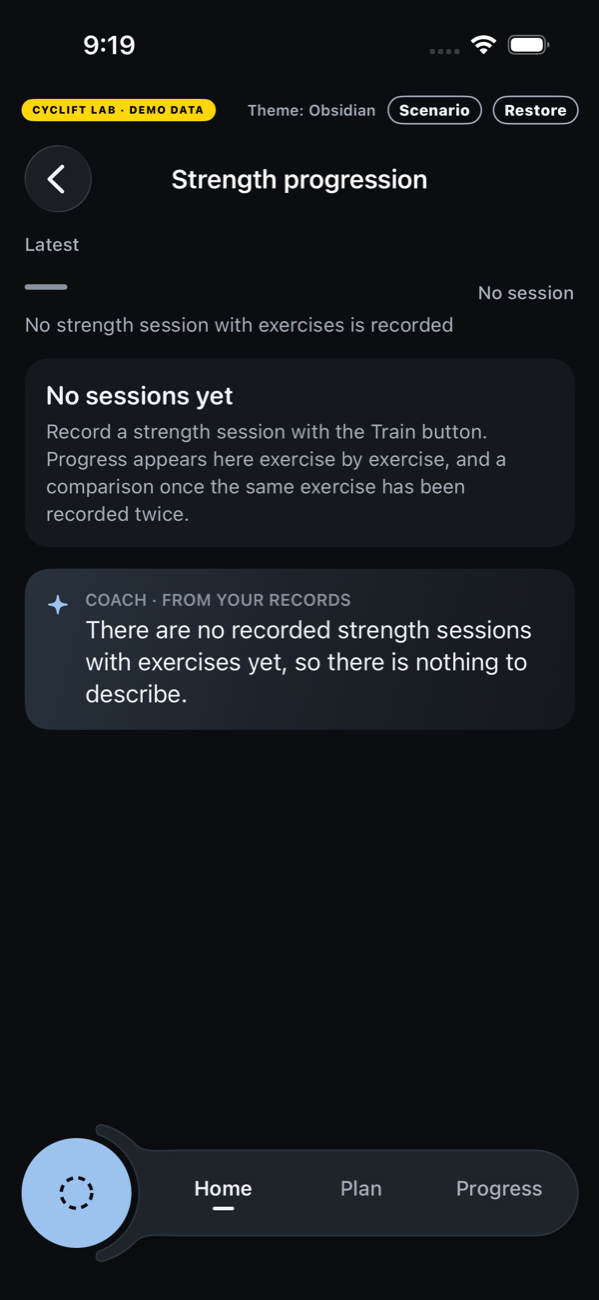 9:19
CYCLIFT LAB · DEMO DATA
Theme: Obsidian
Scenario
Restore
Strength progression
Latest
No session
No strength session with exercises is recorded
No sessions yet
Record a strength session with the Train button.
Progress appears here exercise by exercise, and a
comparison once the same exercise has been
recorded twice.
COACH · FROM YOUR RECORDS
There are no recorded strength sessions
with exercises yet, so there is nothing to
describe.
Home
Plan
Progress